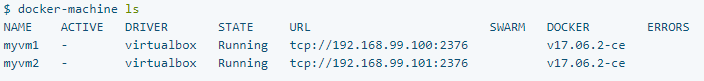 $ docker-machine ls
NAME    ACTIVE   DRIVER       STATE     URL                         SWARM   DOCKER        ERRORS
myvm1   -        virtualbox   Running   tcp://192.168.99.100:2376           v17.06.2-ce
myvm2   -        virtualbox   Running   tcp://192.168.99.101:2376           v17.06.2-ce